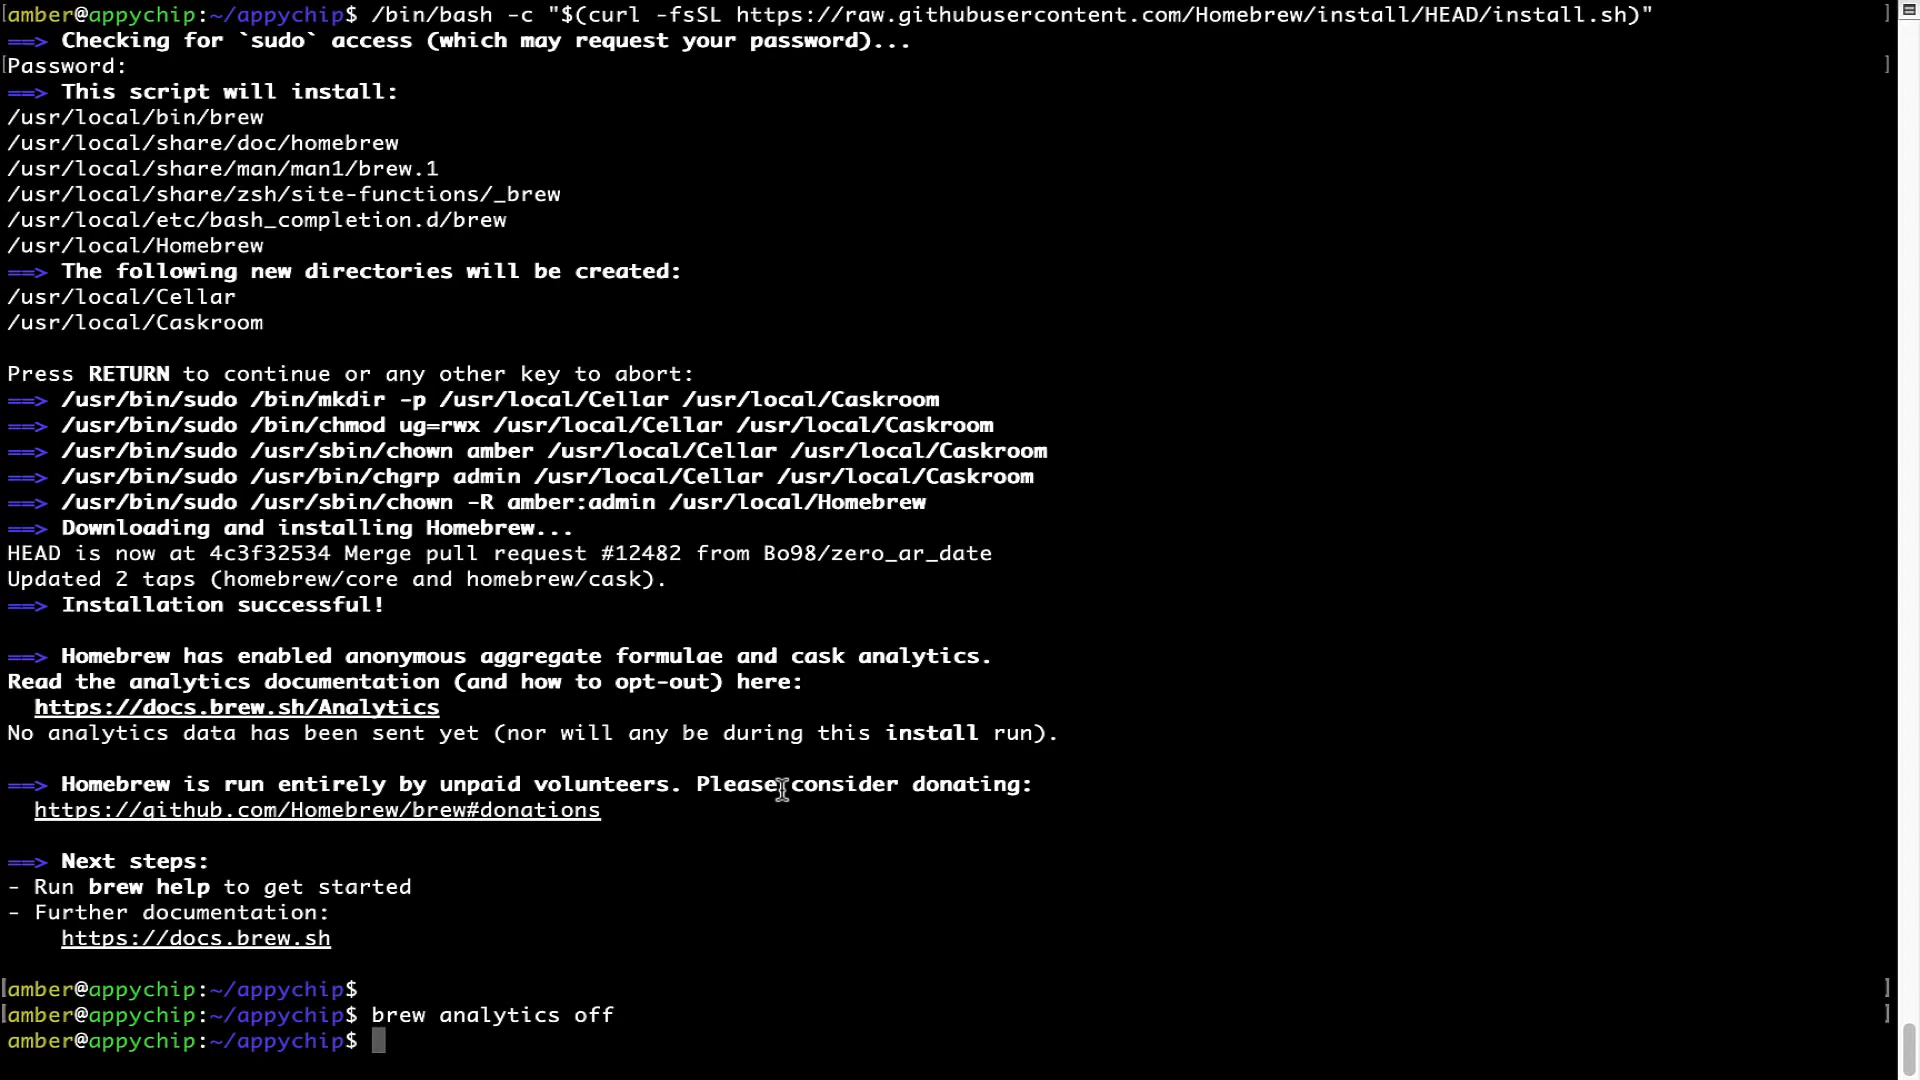 [amber@appychip:~/appychip$ /bin/bash -c "$(curl -fsSL https://raw.githubusercontent.com/Homebrew/install/HEAD/install.sh)" ]
==> Checking for `sudo` access (which may request your password)...
[Password: ]
==> This script will install:
/usr/local/bin/brew
/usr/local/share/doc/homebrew
/usr/local/share/man/man1/brew.1
/usr/local/share/zsh/site-functions/_brew
/usr/local/etc/bash_completion.d/brew
/usr/local/Homebrew
==> The following new directories will be created:
/usr/local/Cellar
/usr/local/Caskroom
Press RETURN to continue or any other key to abort:
==> /usr/bin/sudo /bin/mkdir -p /usr/local/Cellar /usr/local/Caskroom
==> /usr/bin/sudo /bin/chmod ug=rwx /usr/local/Cellar /usr/local/Caskroom
==> /usr/bin/sudo /usr/sbin/chown amber /usr/local/Cellar /usr/local/Caskroom
==> /usr/bin/sudo /usr/bin/chgrp admin /usr/local/Cellar /usr/local/Caskroom
==> /usr/bin/sudo /usr/sbin/chown -R amber:admin /usr/local/Homebrew
==> Downloading and installing Homebrew...
HEAD is now at 4c3f32534 Merge pull request #12482 from Bo98/zero_ar_date
Updated 2 taps (homebrew/core and homebrew/cask).
==> Installation successful!
==> Homebrew has enabled anonymous aggregate formulae and cask analytics.
Read the analytics documentation (and how to opt-out) here:
https://docs.brew.sh/Analytics
No analytics data has been sent yet (nor will any be during this install run).
==> Homebrew is run entirely by unpaid volunteers. Please consider donating:
https://github.com/Homebrew/brew#donations
==> Next steps:
- Run brew help to get started
- Further documentation:
https://docs.brew.sh
[amber@appychip:~/appychip$ ]
[amber@appychip:~/appychip$ brew analytics off ]
amber@appychip:~/appychip$